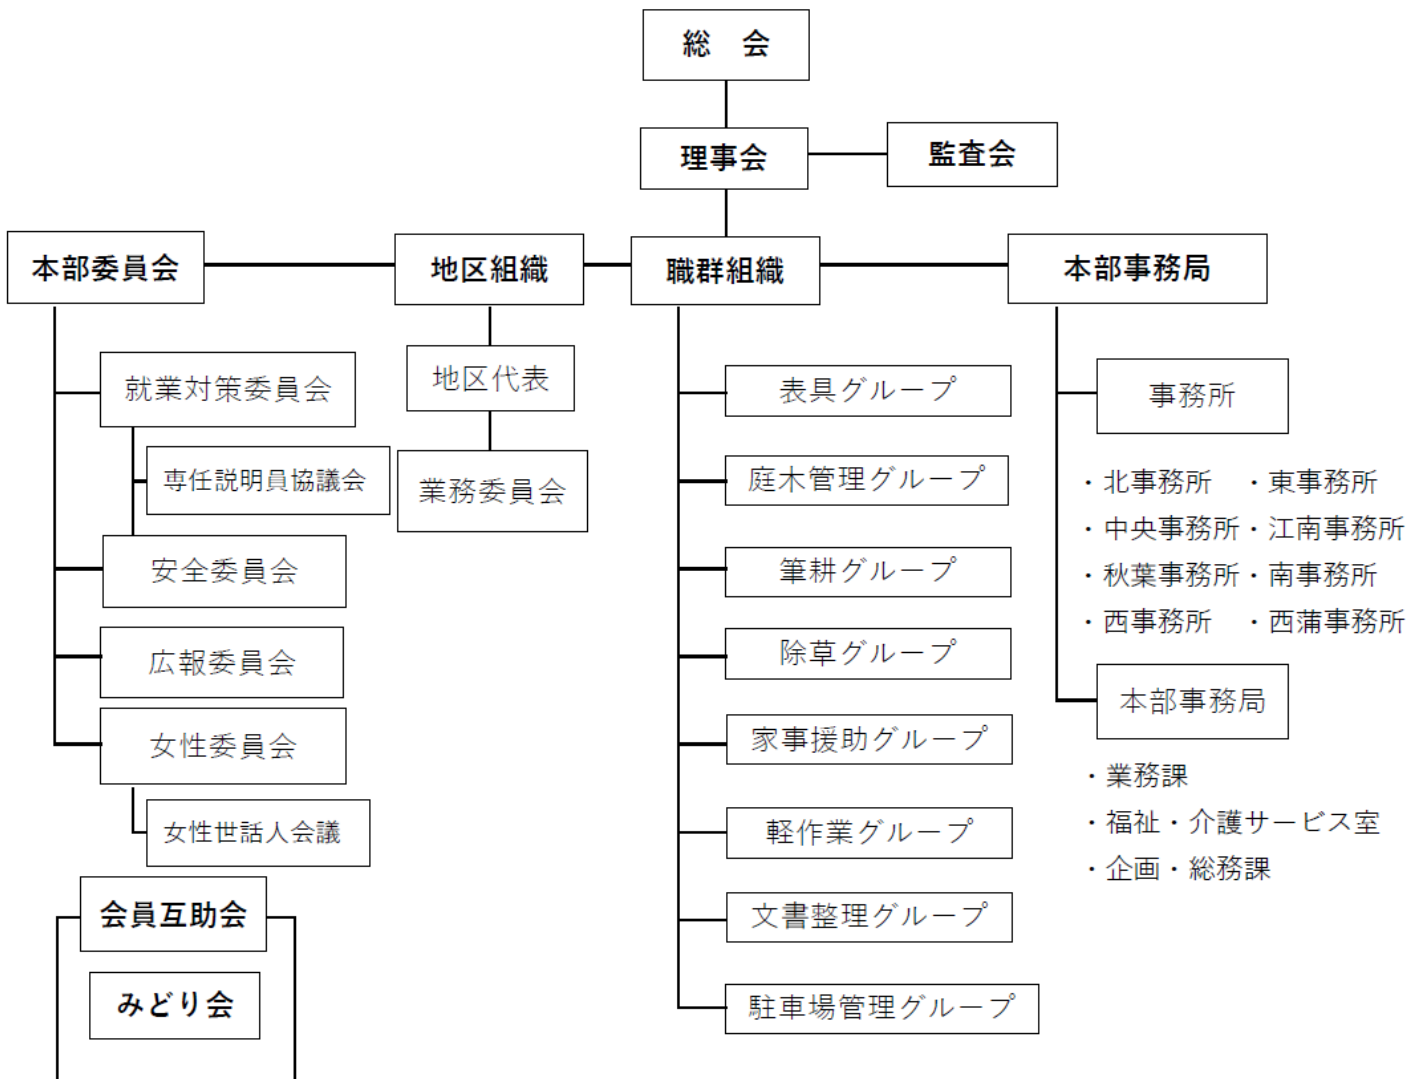 総　会
理事会
監査会
本部委員会
地区組織
職群組織
本部事務局
就業対策委員会
専任説明員協議会
安全委員会
広報委員会
女性委員会
女性世話人会議
会員互助会
みどり会
地区代表
業務委員会
表具グループ
庭木管理グループ
筆耕グループ
除草グループ
家事援助グループ
軽作業グループ
文書整理グループ
駐車場管理グループ
事務所
・北事務所　・東事務所
・中央事務所・江南事務所
・秋葉事務所・南事務所
・西事務所　・西蒲事務所
本部事務局
・業務課
・福祉・介護サービス室
・企画・総務課